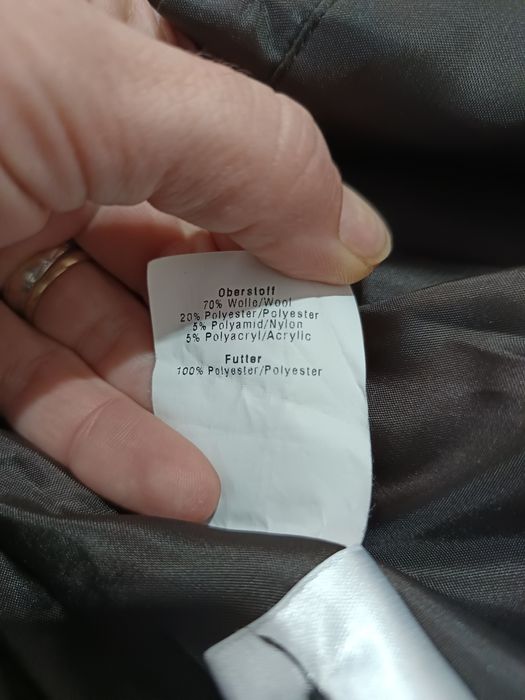 Oberstoff
70% Wolle/Wool
20% Polyester/Polyester
5% Polyamid/Nylon
5% Polyacryl/Acrylic
Futter
100% Polyester/Polyester